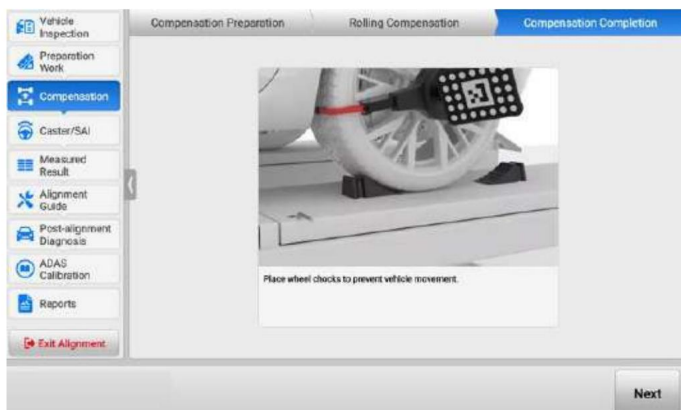 Vehicle
Inspection
Compensation Preparation
Rolling Compensation
Compensation Completion
Preparation
Work
Compensation
Caster/SAI
Measured
Result
Alignment
Guide
Post-alignment
Diagnosis
ADAS
Calibration
Reports
Exit Alignment
Place wheel chocks to prevent vehicle movement.
Next